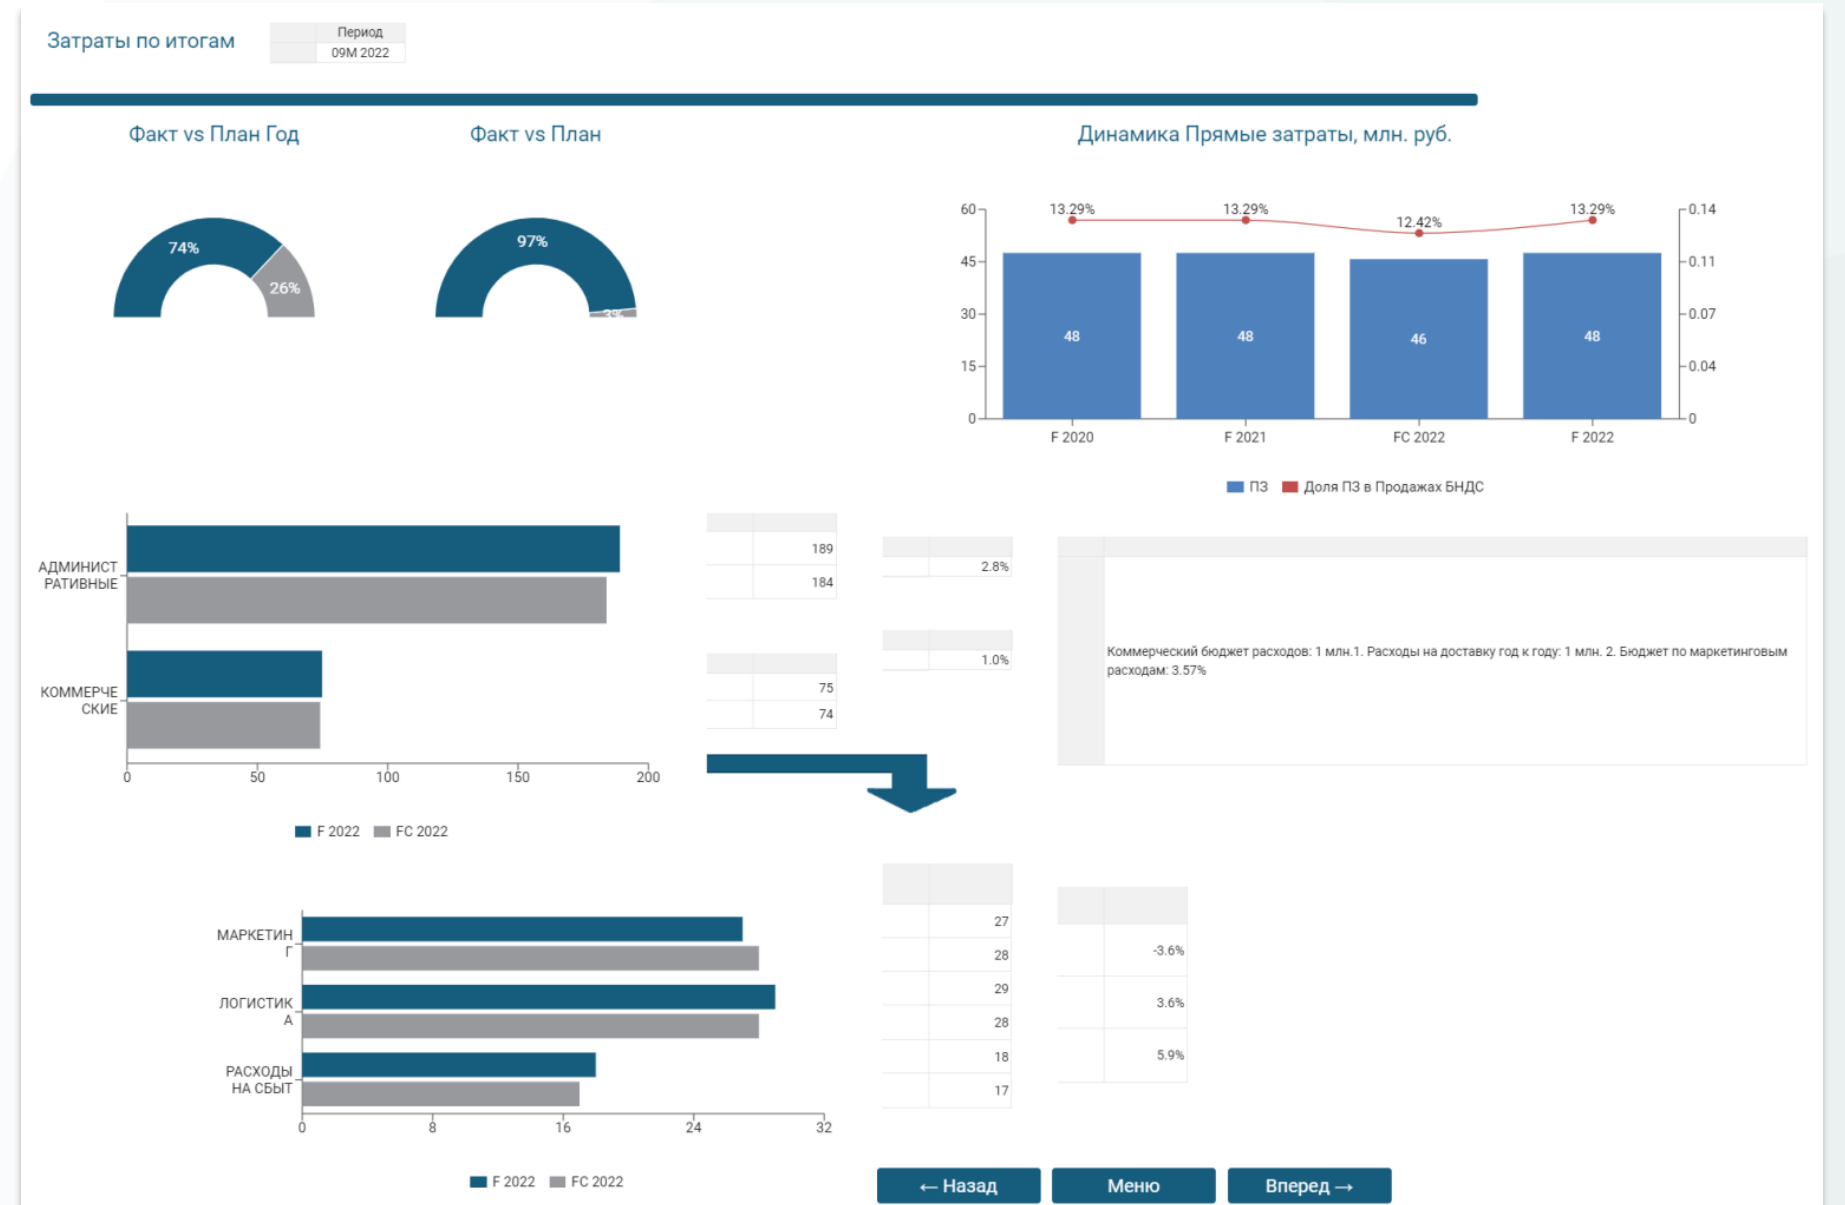 Затраты по итогам
Период
09М 2022
Факт vs План Год
Факт vs План
Динамика Прямые затраты, млн. руб.
74%
26%
97%
3%
60
45
30
15
0
13.29%
13.29%
12.42%
13.29%
48
48
46
48
0.14
0.11
0.07
0.04
0
F 2020
F 2021
FC 2022
F 2022
ПЗ
Доля ПЗ в Продажах БНДС
АДМИНИСТ
РАТИВНЫЕ
КОММЕРЧЕ
СКИЕ
0
50
100
150
200
F 2022
FC 2022
189
184
75
74
2.8%
1.0%
Коммерческий бюджет расходов: 1 млн.1. Расходы на доставку год к году: 1 млн. 2. Бюджет по маркетинговым
расходам: 3.57%
МАРКЕТИН
Г
ЛОГИСТИК
А
РАСХОДЫ
НА СБЫТ
0
8
16
24
32
F 2022
FC 2022
27
28
29
28
18
17
-3.6%
3.6%
5.9%
← Назад
Меню
Вперед →